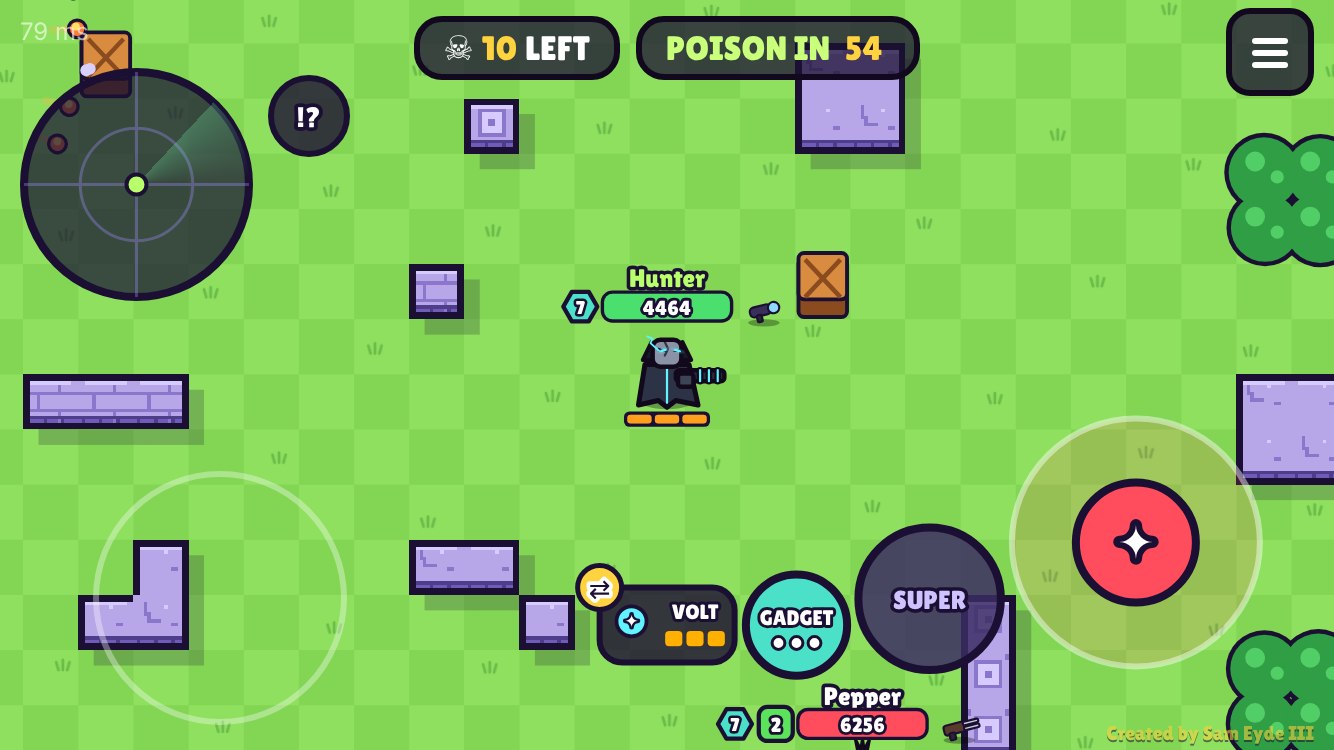 79 ms
10 LEFT
POISON IN 54
!?
Hunter
7 4464
VOLT
GADGET
SUPER
Pepper
7 2 6256
Created by Sam Eyde III